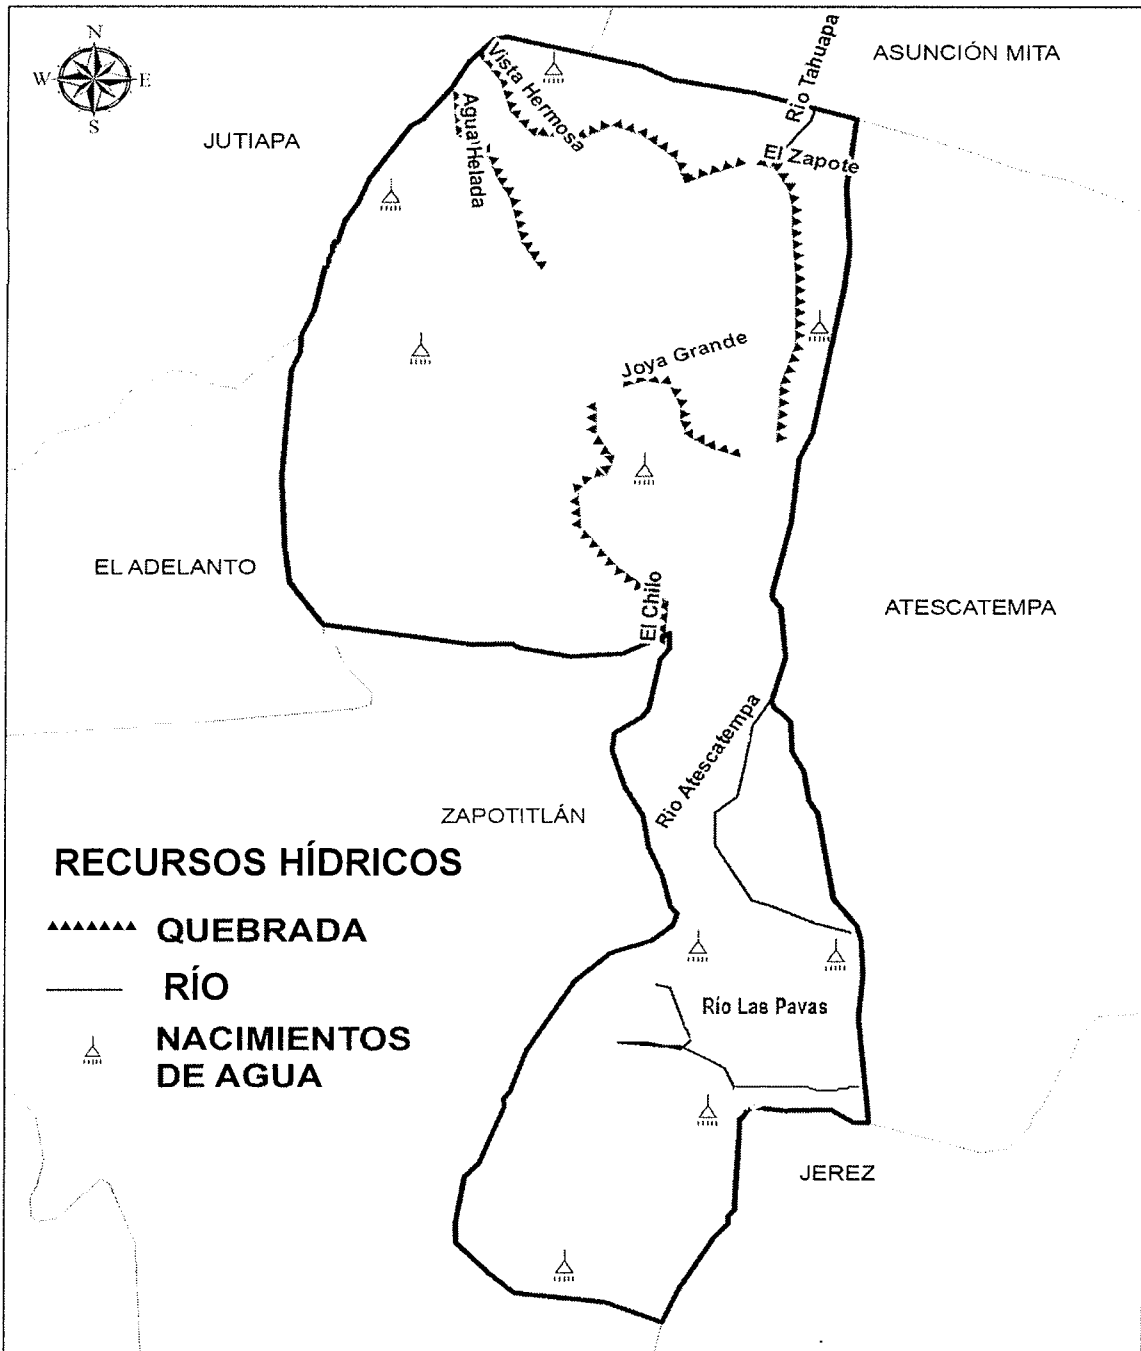 N
W E
S
ASUNCIÓN MITA
JUTIAPA
Río Tahuapa
Vista Hermosa
Agua Helada
El Zapote
Joya Grande
EL ADELANTO
El Chilo
ATESCATEMPA
Rio Atescatempa
ZAPOTITLÁN
RECURSOS HÍDRICOS
QUEBRADA
RÍO
NACIMIENTOS
DE AGUA
Río Las Pavas
JEREZ